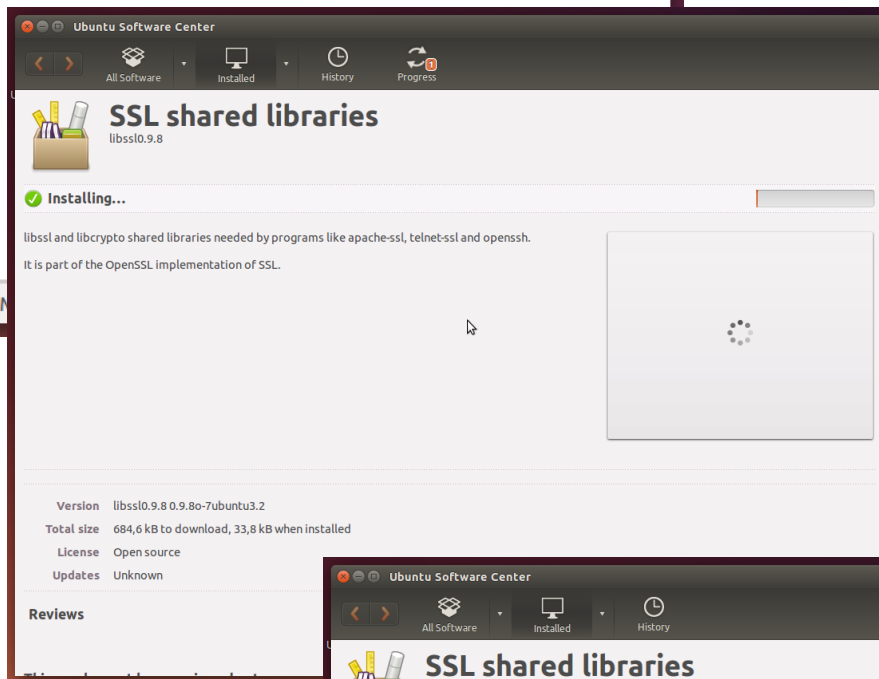 Ubuntu Software Center
All Software
Installed
History
Progress
1
SSL shared libraries
libssl0.9.8
Installing...
libssl and libcrypto shared libraries needed by programs like apache-ssl, telnet-ssl and openssh.
It is part of the OpenSSL implementation of SSL.
Version libssl0.9.8 0.9.8o-7ubuntu3.2
Total size 684,6 kB to download, 33,8 kB when installed
License Open source
Updates Unknown
Reviews
Ubuntu Software Center
All Software
Installed
History
SSL shared libraries